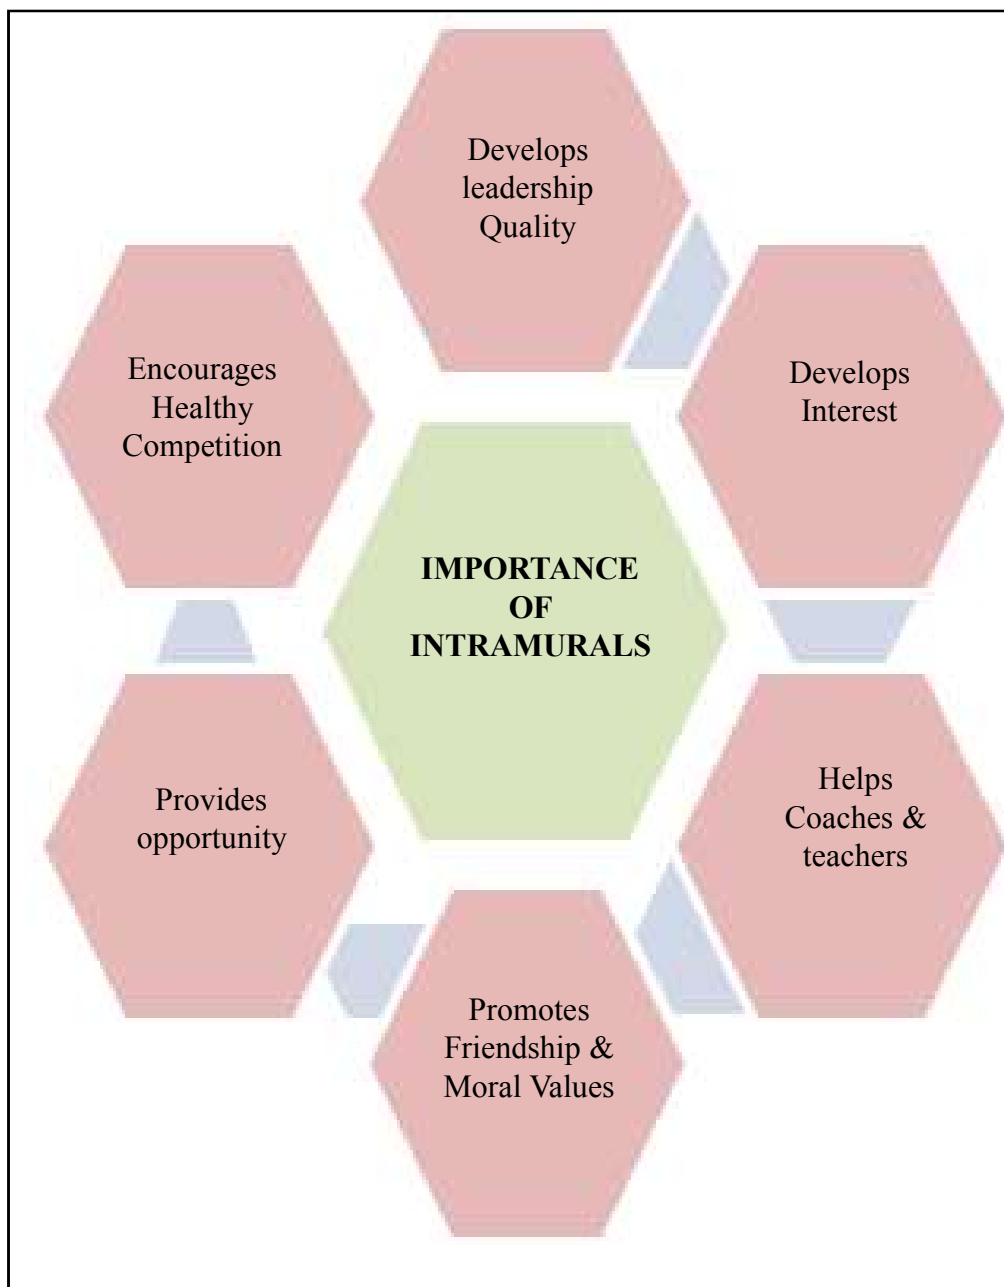 Develops
leadership
Quality
Encourages
Healthy
Competition
Develops
Interest
IMPORTANCE
OF
INTRAMURALS
Provides
opportunity
Helps
Coaches &
teachers
Promotes
Friendship &
Moral Values